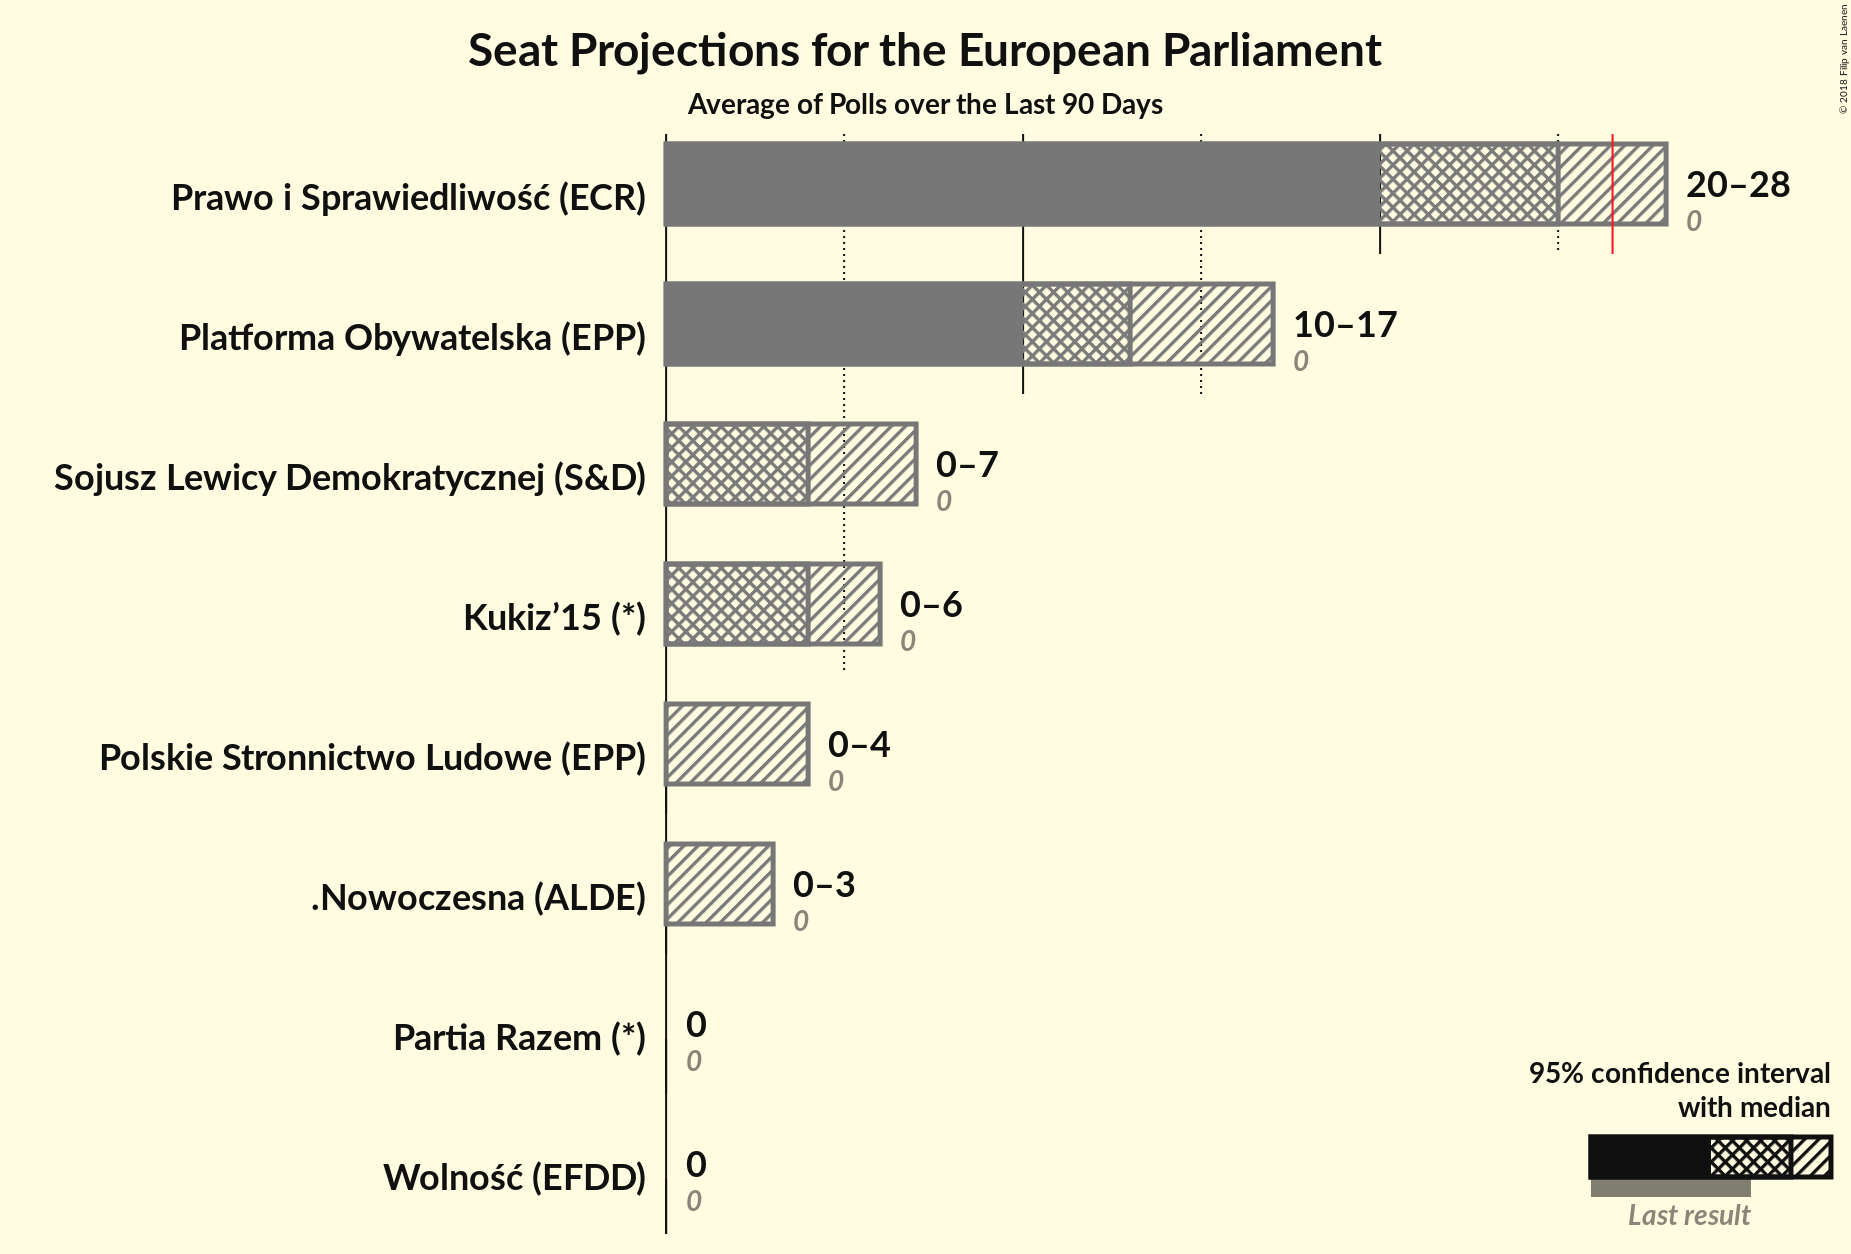 Seat Projections for the European Parliament
Average of Polls over the Last 90 Days
© 2018 Filip van Laenen
Prawo i Sprawiedliwość (ECR)
20–28
0
Platforma Obywatelska (EPP)
10–17
0
Sojusz Lewicy Demokratycznej (S&D)
0–7
0
Kukiz’15 (*)
0–6
0
Polskie Stronnictwo Ludowe (EPP)
0–4
0
.Nowoczesna (ALDE)
0–3
0
Partia Razem (*)
0
0
Wolność (EFDD)
0
0
95% confidence interval
with median
Last result